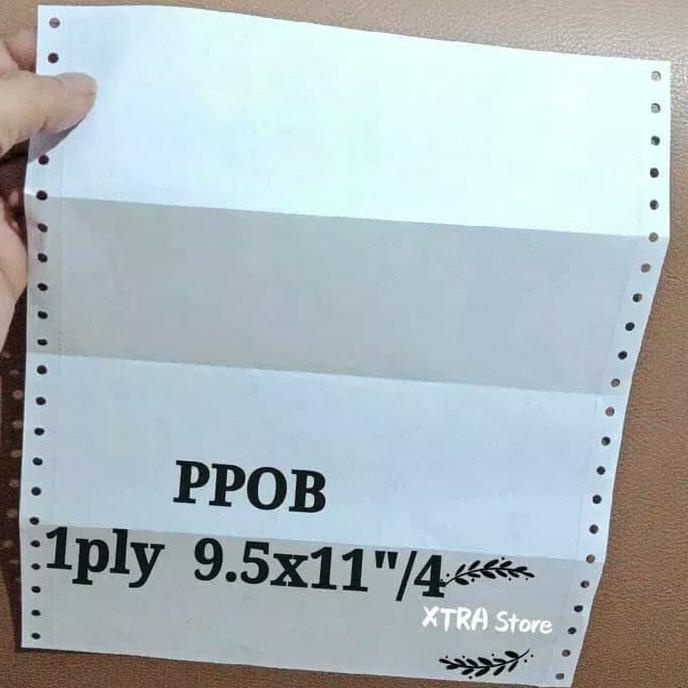 PPOB
1ply 9.5x11"/4
XTRA Store